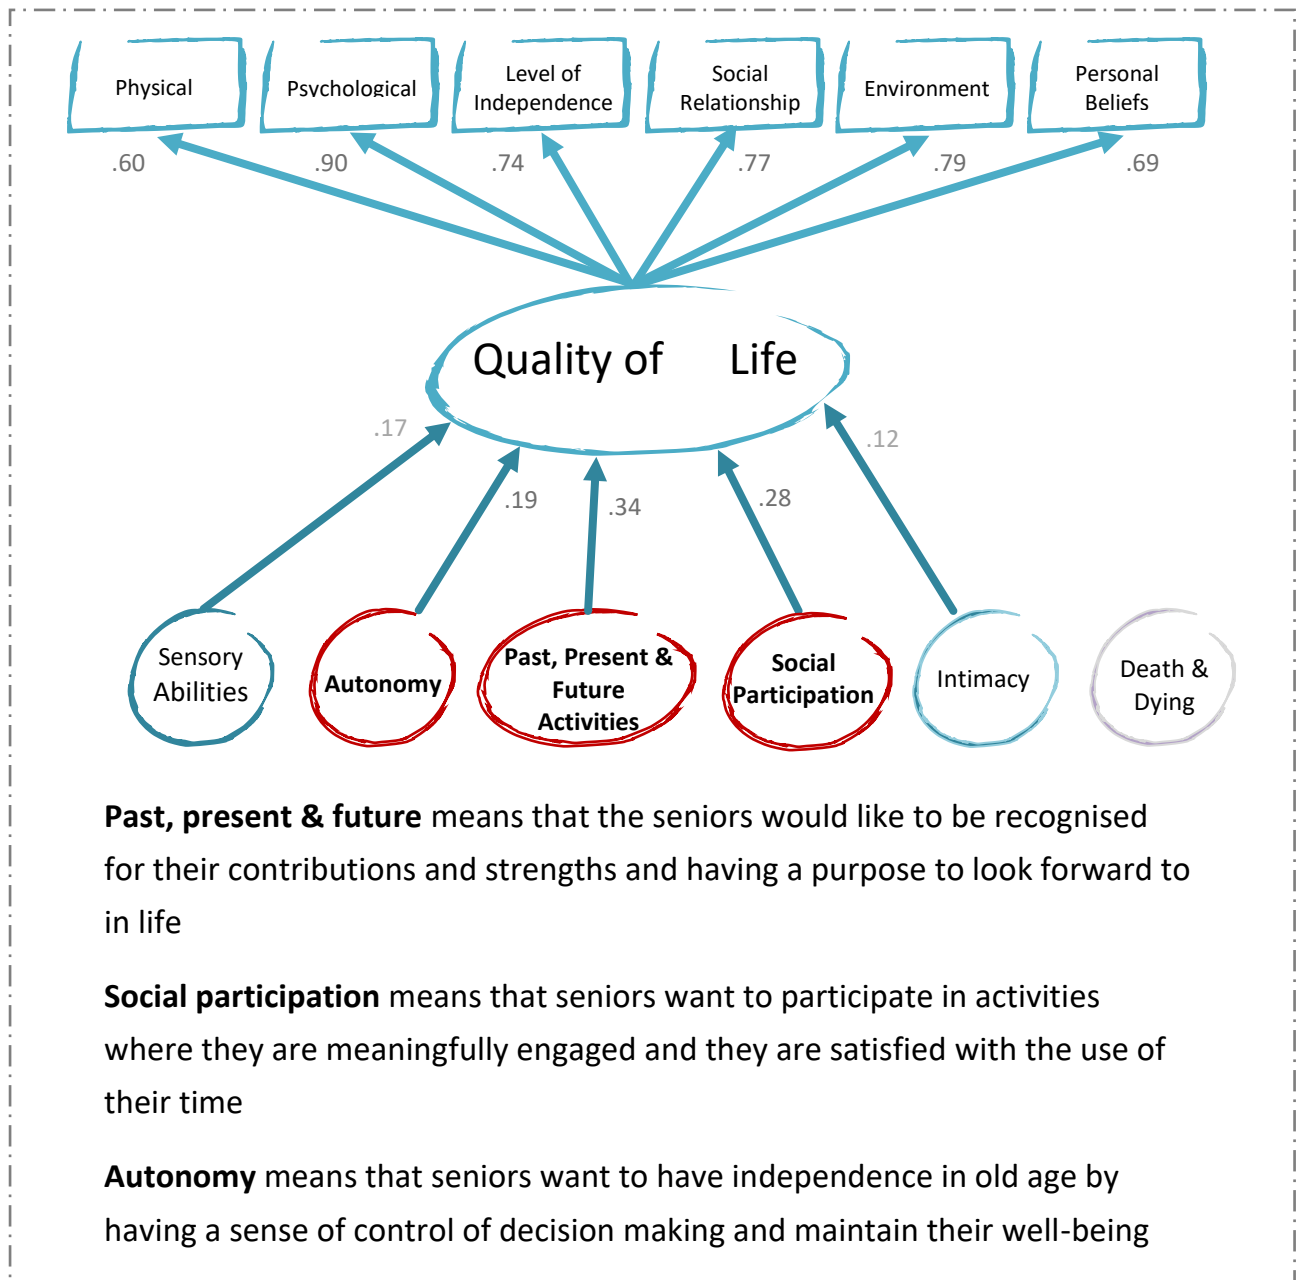 Physical
Psychological
Level of
Independence
Social
Relationship
Environment
Personal
Beliefs
.60
.90
.74
.77
.79
.69
Quality of Life
.17
.19
.34
.28
.12
Sensory
Abilities
Autonomy
Past, Present &
Future
Activities
Social
Participation
Intimacy
Death &
Dying
Past, present & future means that the seniors would like to be recognised
for their contributions and strengths and having a purpose to look forward to
in life
Social participation means that seniors want to participate in activities
where they are meaningfully engaged and they are satisfied with the use of
their time
Autonomy means that seniors want to have independence in old age by
having a sense of control of decision making and maintain their well-being